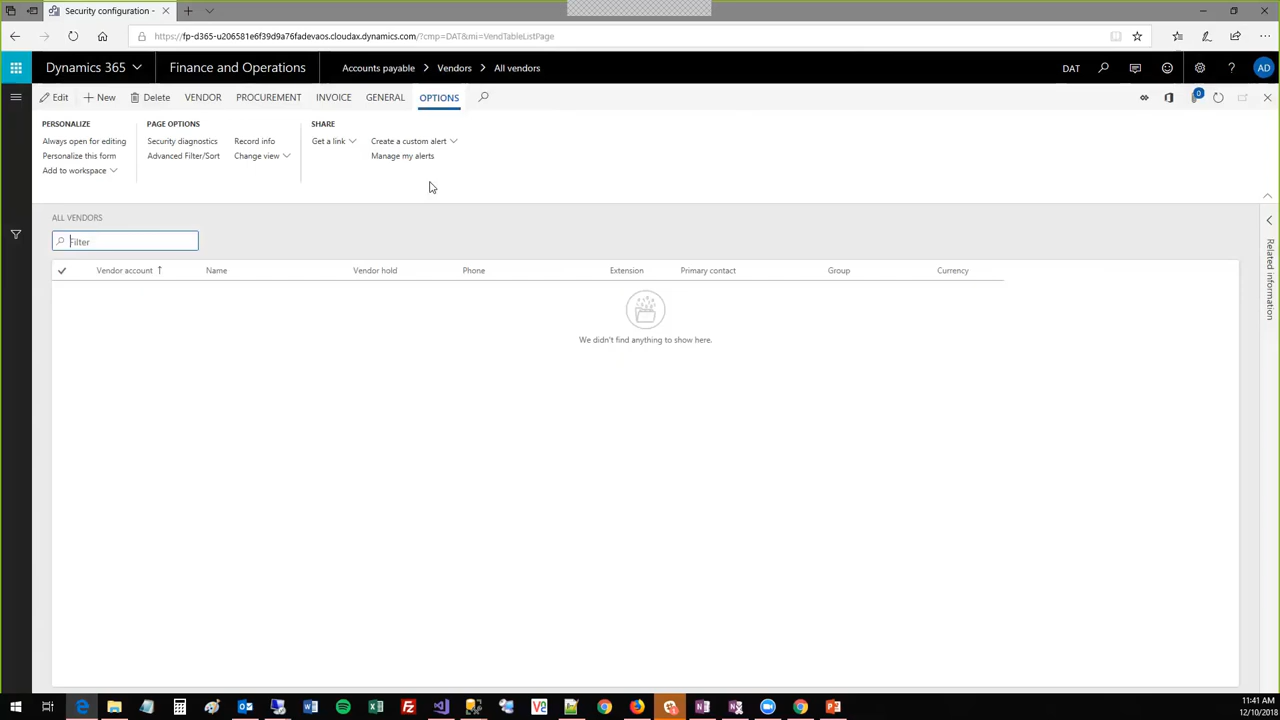 Security configuration -
https://fp-d365-u206581e6f39d9a76fadevaos.cloudax.dynamics.com/?cmp=DAT&mi=VendTableListPage
Dynamics 365 Finance and Operations Accounts payable Vendors All vendors DAT AD
Edit New Delete VENDOR PROCUREMENT INVOICE GENERAL OPTIONS 0
PERSONALIZE PAGE OPTIONS SHARE
Always open for editing Security diagnostics Record info Get a link Create a custom alert
Personalize this form Advanced Filter/Sort Change view Manage my alerts
Add to workspace
ALL VENDORS
Filter
Related information
Vendor account Name Vendor hold Phone Extension Primary contact Group Currency
We didn't find anything to show here.
11:41 AM
12/10/2018